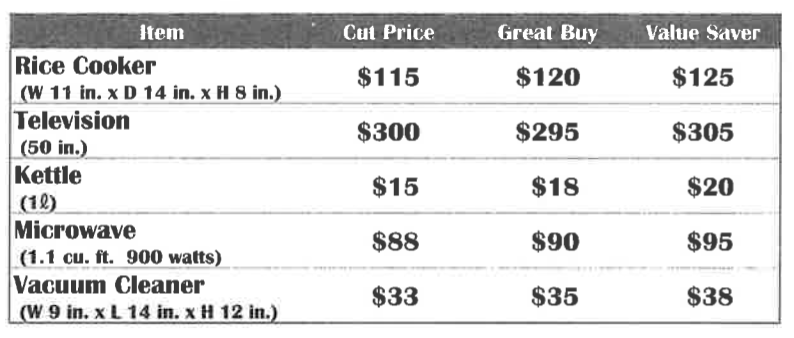 Item Cut Price Great Buy Value Saver
Rice Cooker $115 $120 $125
(W 11 in. x D 14 in. x H 8 in.)
Television $300 $295 $305
(50 in.)
Kettle $15 $18 $20
(1ℓ)
Microwave $88 $90 $95
(1.1 cu. ft. 900 watts)
Vacuum Cleaner $33 $35 $38
(W 9 in. x L 14 in. x H 12 in.)